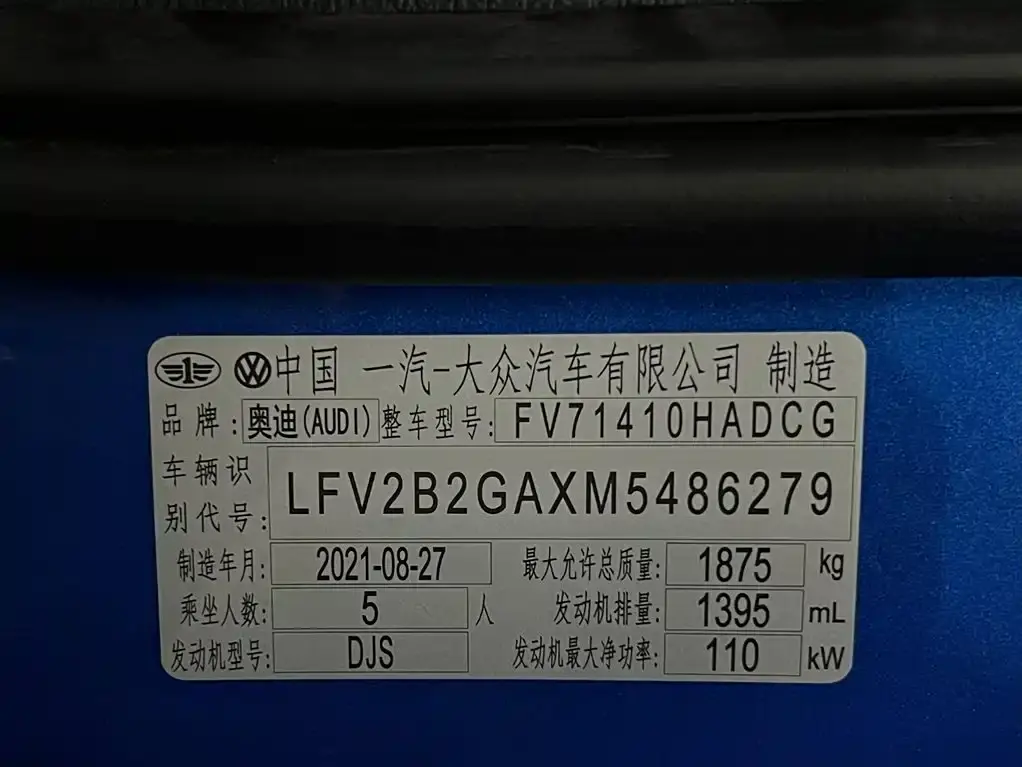 中国 一汽-大众汽车有限公司 制造
品牌: 奥迪(AUDI) 整车型号: FV71410HADCG
车辆识别代号: LFV2B2GAXM5486279
制造年月: 2021-08-27 最大允许总质量: 1875 kg
乘坐人数: 5 人 发动机排量: 1395 mL
发动机型号: DJS 发动机最大净功率: 110 kW